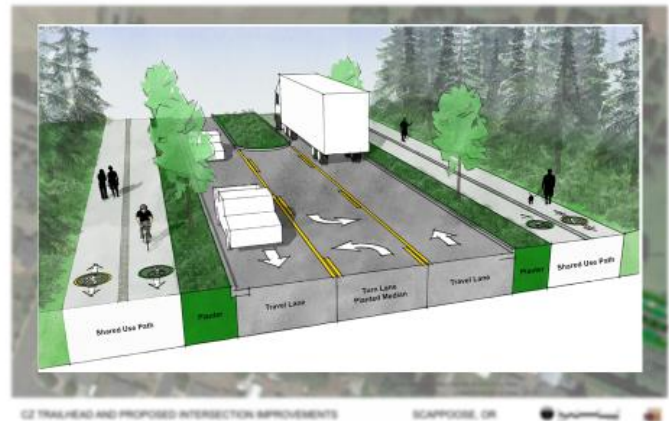 Shared Use Path
Planter
Travel Lane
Turn Lane
Planted Median
Travel Lane
Planter
Shared Use Path
CZ TRAILHEAD AND PROPOSED INTERSECTION IMPROVEMENTS
SCAPPOOSE, OR